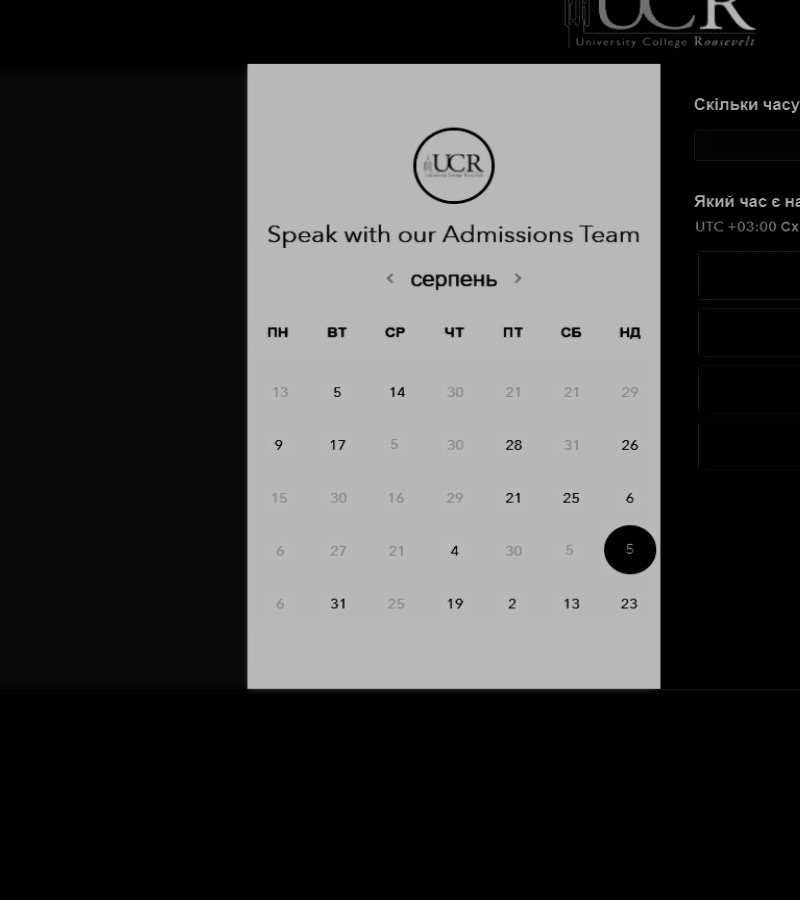 UCR
University College Roosevelt
UCR
Speak with our Admissions Team
< серпень >
ПН ВТ СР ЧТ ПТ СБ НД
13 5 14 30 21 21 29
9 17 5 30 28 31 26
15 30 16 29 21 25 6
6 27 21 4 30 5 5
6 31 25 19 2 13 23
Скільки часу
Який час є на
UTC +03:00 Сх